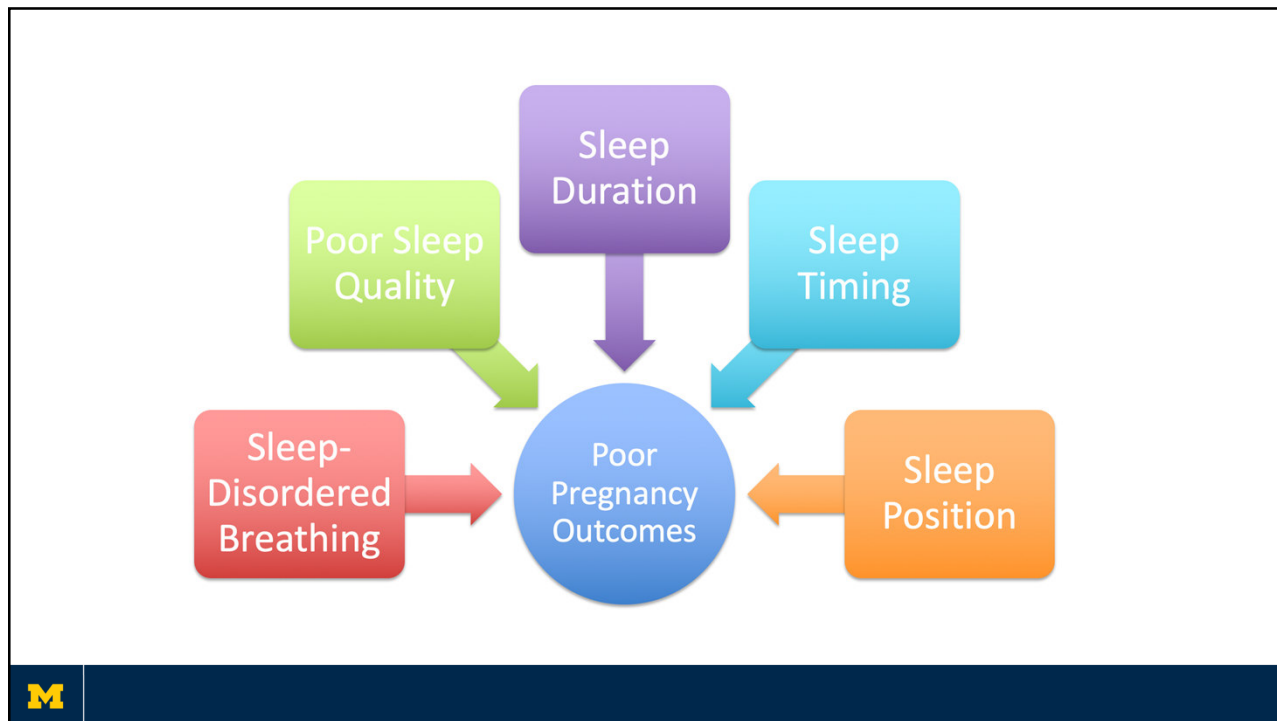 Sleep
Duration
Poor Sleep
Quality
Sleep
Timing
Sleep-
Disordered
Breathing
Poor
Pregnancy
Outcomes
Sleep
Position
M